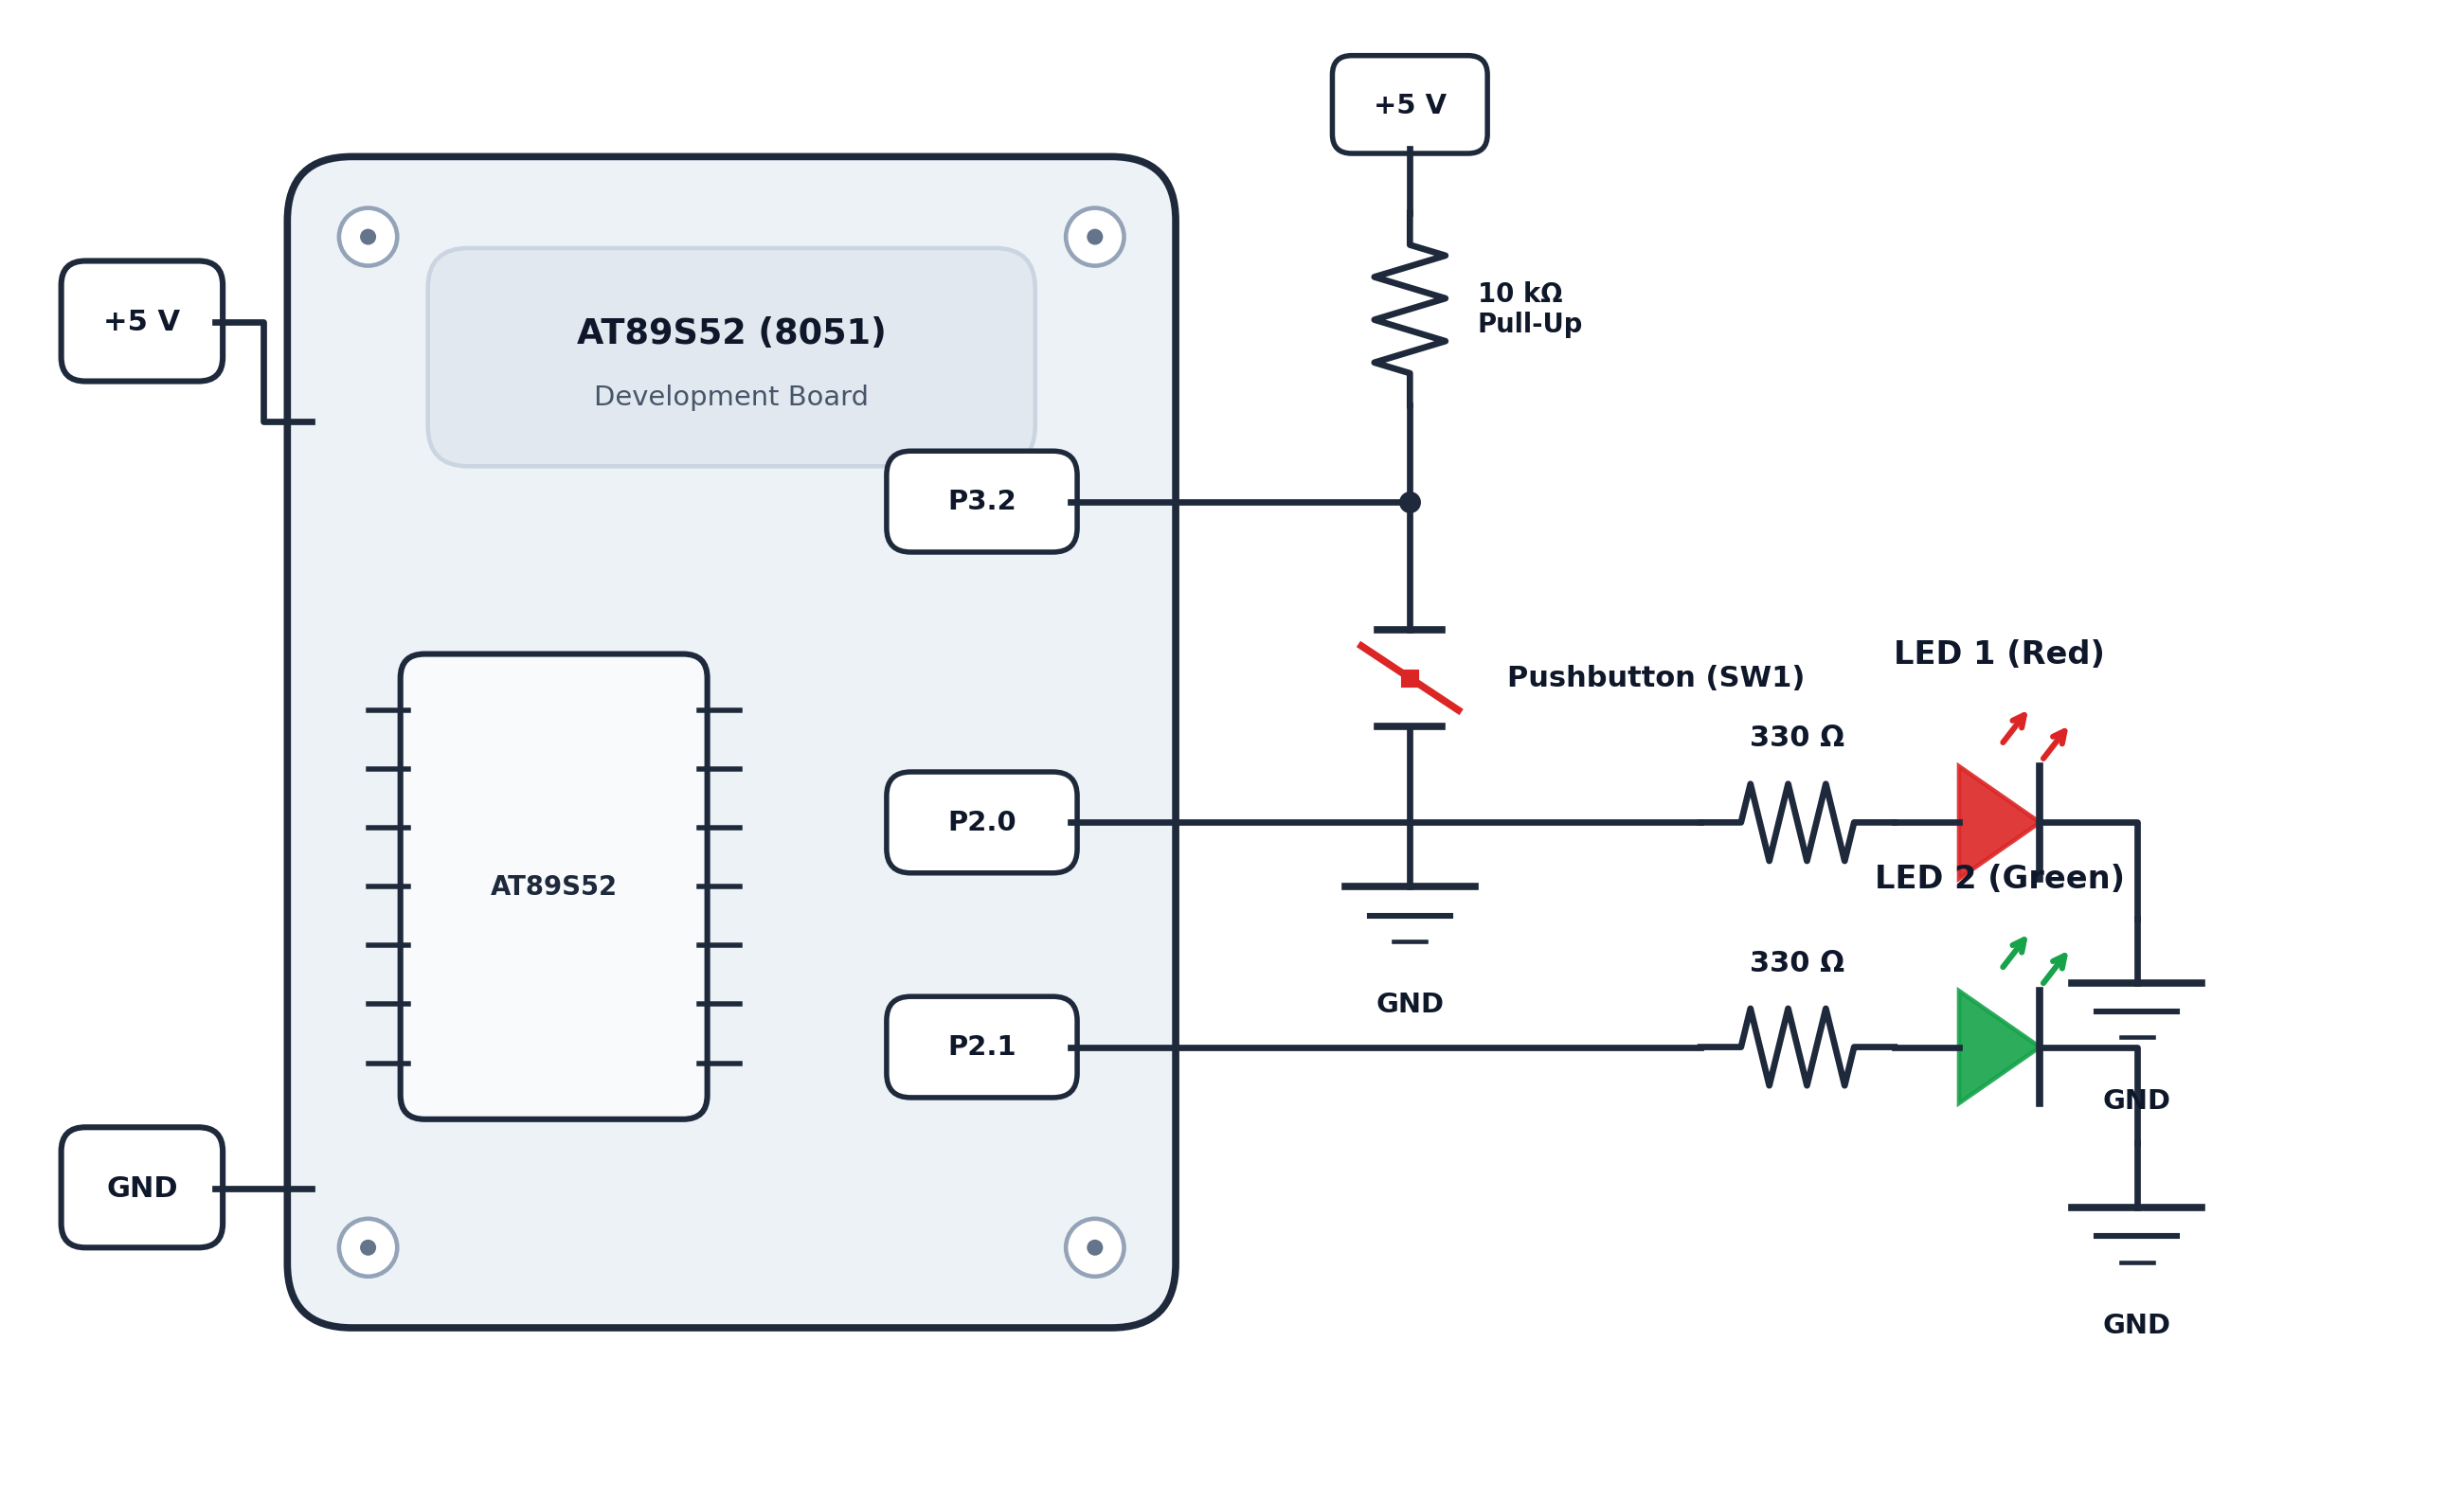 +5 V
+5 V
AT89S52 (8051)
Development Board
10 kΩ
Pull-Up
P3.2
Pushbutton (SW1)
LED 1 (Red)
330 Ω
P2.0
AT89S52
LED 2 (Green)
330 Ω
GND
P2.1
GND
GND
GND